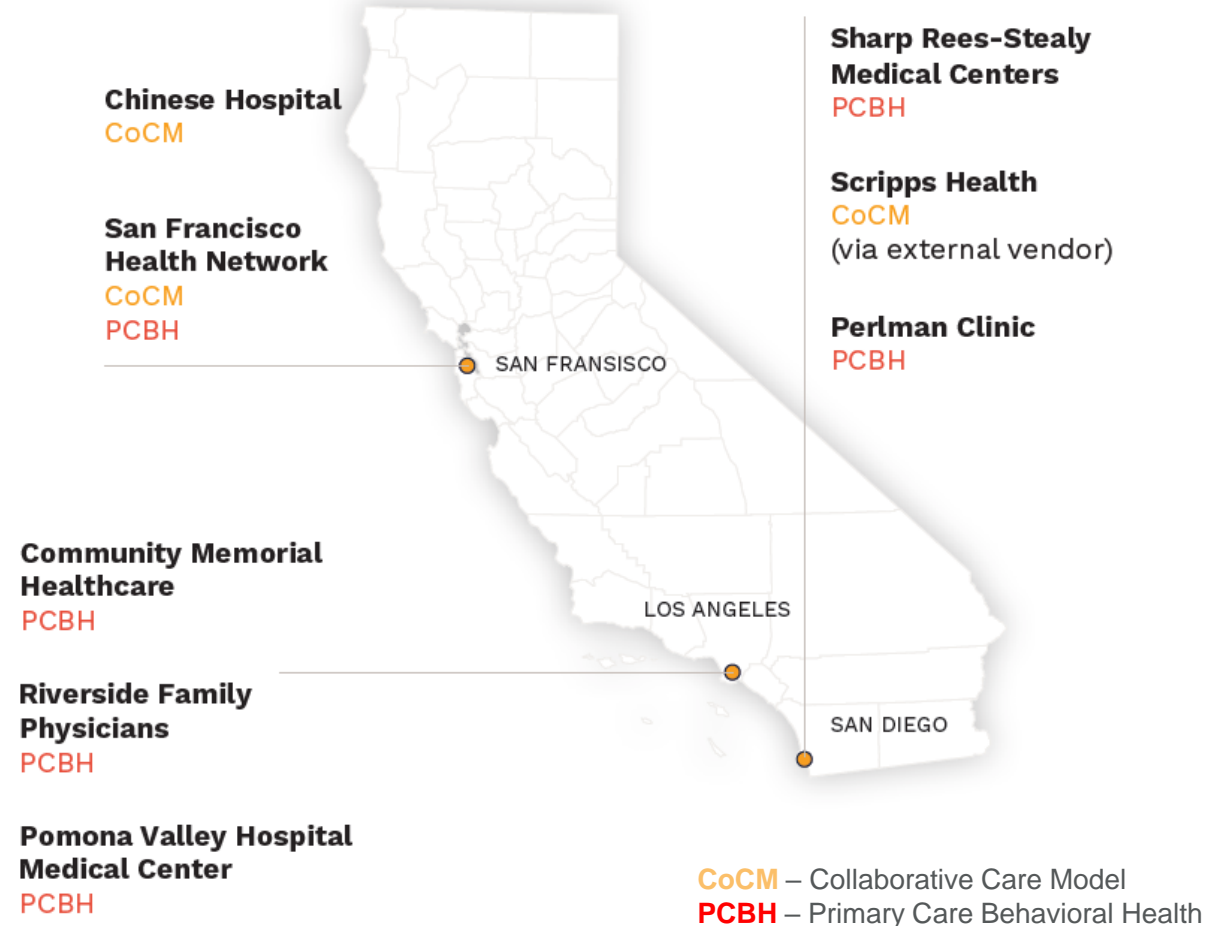 Chinese Hospital
CoCM
San Francisco
Health Network
CoCM
PCBH
SAN FRANSISCO
Community Memorial
Healthcare
PCBH
Riverside Family
Physicians
PCBH
Pomona Valley Hospital
Medical Center
PCBH
LOS ANGELES
Sharp Rees-Stealy
Medical Centers
PCBH
Scripps Health
CoCM
(via external vendor)
Perlman Clinic
PCBH
SAN DIEGO
CoCM – Collaborative Care Model
PCBH – Primary Care Behavioral Health